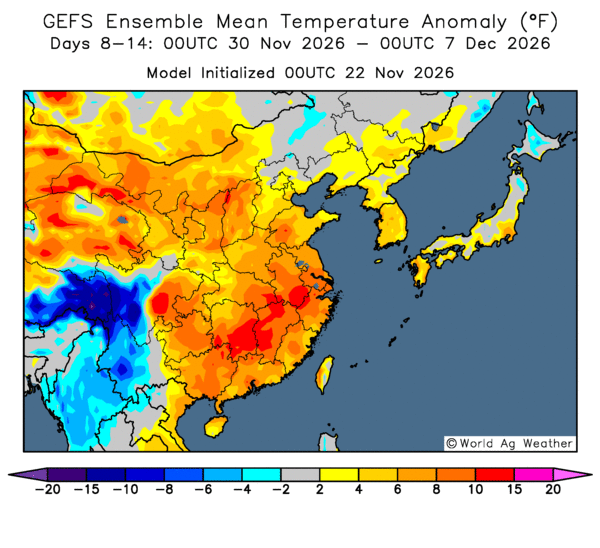 GEFS Ensemble Mean Temperature Anomaly (°F)
Days 8–14: 00UTC 30 Nov 2026 – 00UTC 7 Dec 2026
Model Initialized 00UTC 22 Nov 2026
©World Ag Weather
−20 −15 −10 −8 −6 −4 −2 2 4 6 8 10 15 20